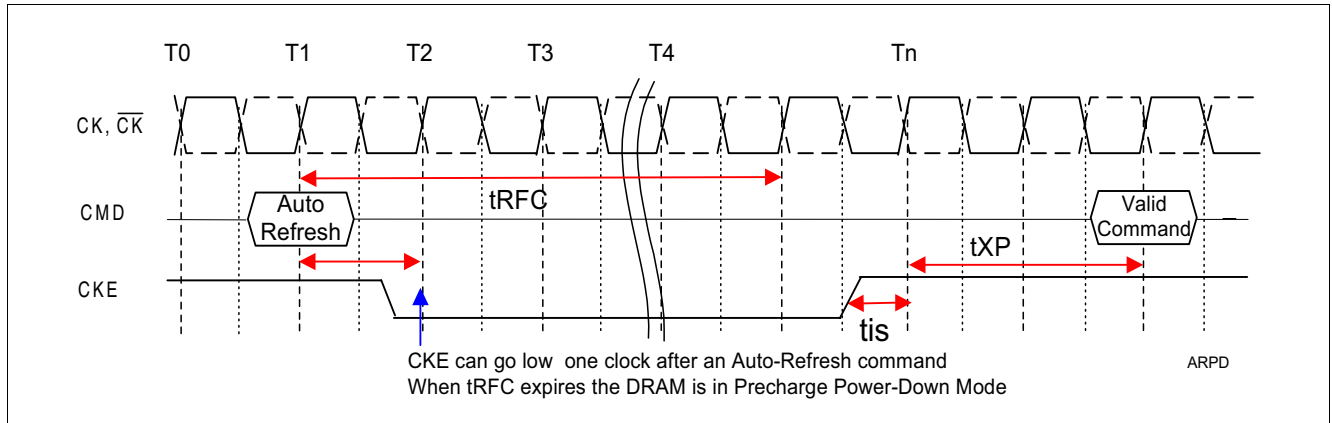 T0 T1 T2 T3 T4 Tn
CK, C̅K̅
CMD
Auto
Refresh
tRFC
Valid
Command
tXP
CKE
tis
CKE can go low one clock after an Auto-Refresh command
When tRFC expires the DRAM is in Precharge Power-Down Mode
ARPD